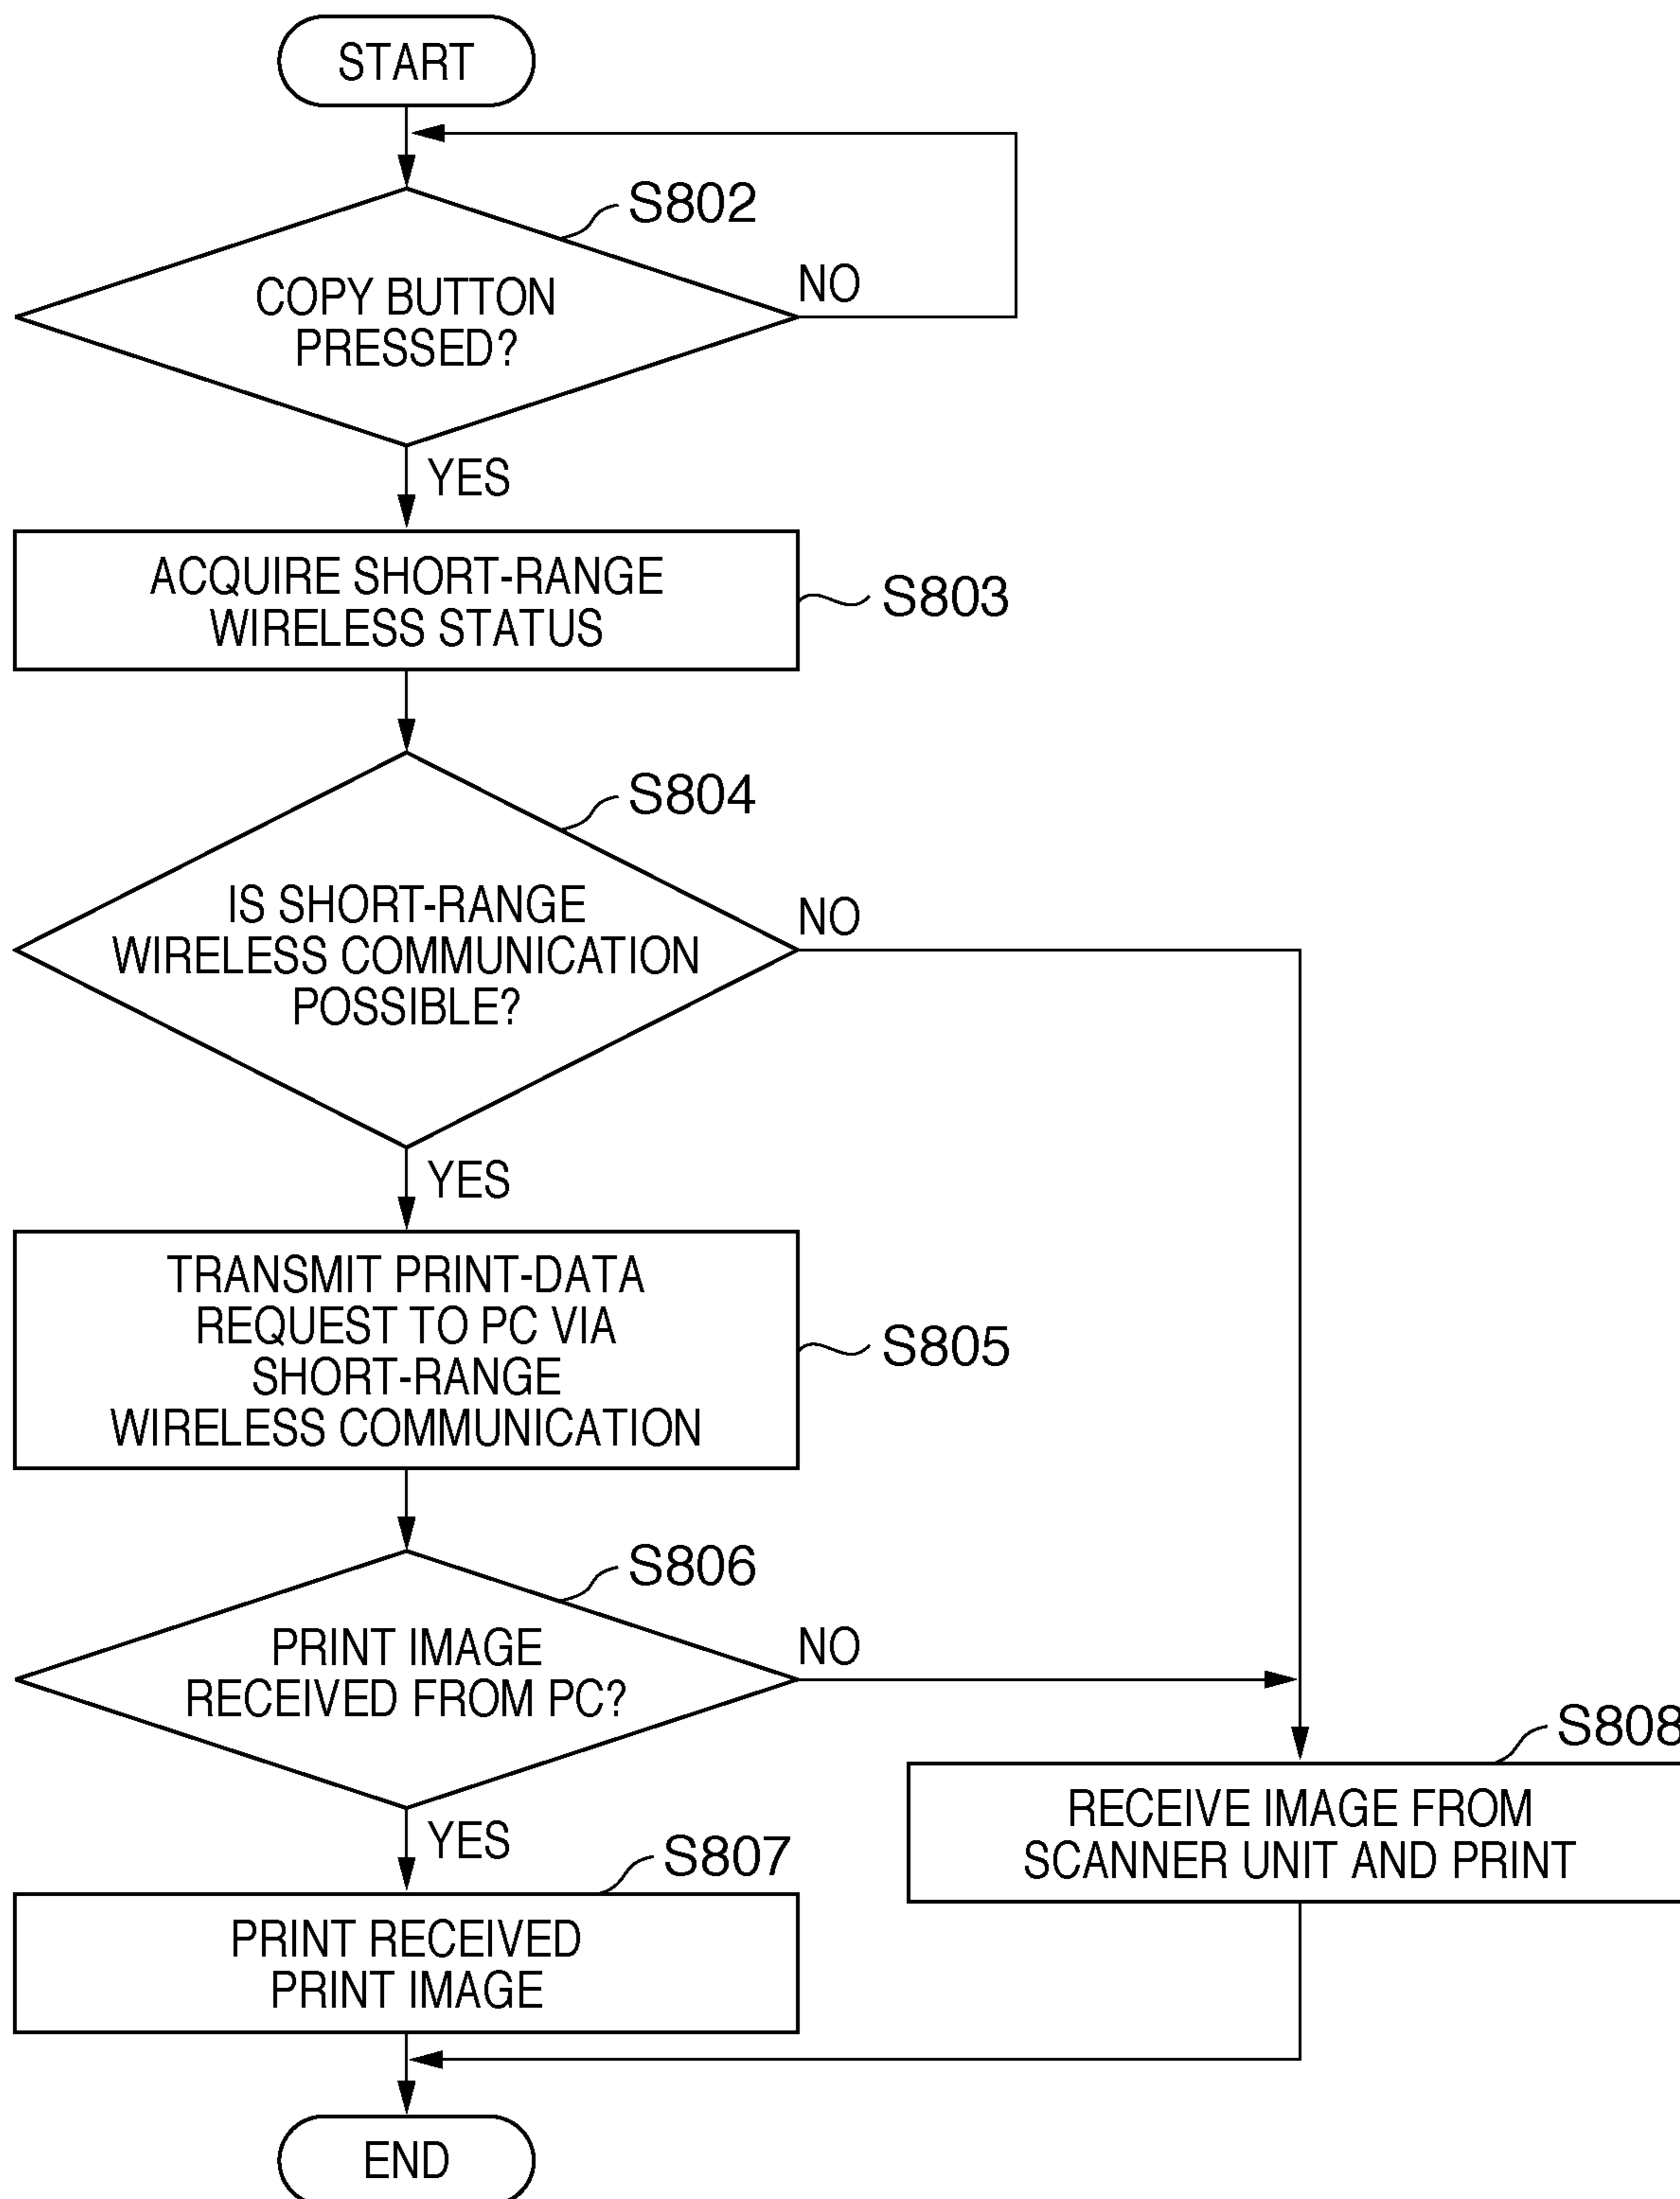 START
S802
COPY BUTTON
PRESSED?
NO
YES
ACQUIRE SHORT-RANGE
WIRELESS STATUS
S803
S804
IS SHORT-RANGE
WIRELESS COMMUNICATION
POSSIBLE?
NO
YES
TRANSMIT PRINT-DATA
REQUEST TO PC VIA
SHORT-RANGE
WIRELESS COMMUNICATION
S805
S806
PRINT IMAGE
RECEIVED FROM PC?
NO
YES
S808
RECEIVE IMAGE FROM
SCANNER UNIT AND PRINT
S807
PRINT RECEIVED
PRINT IMAGE
END